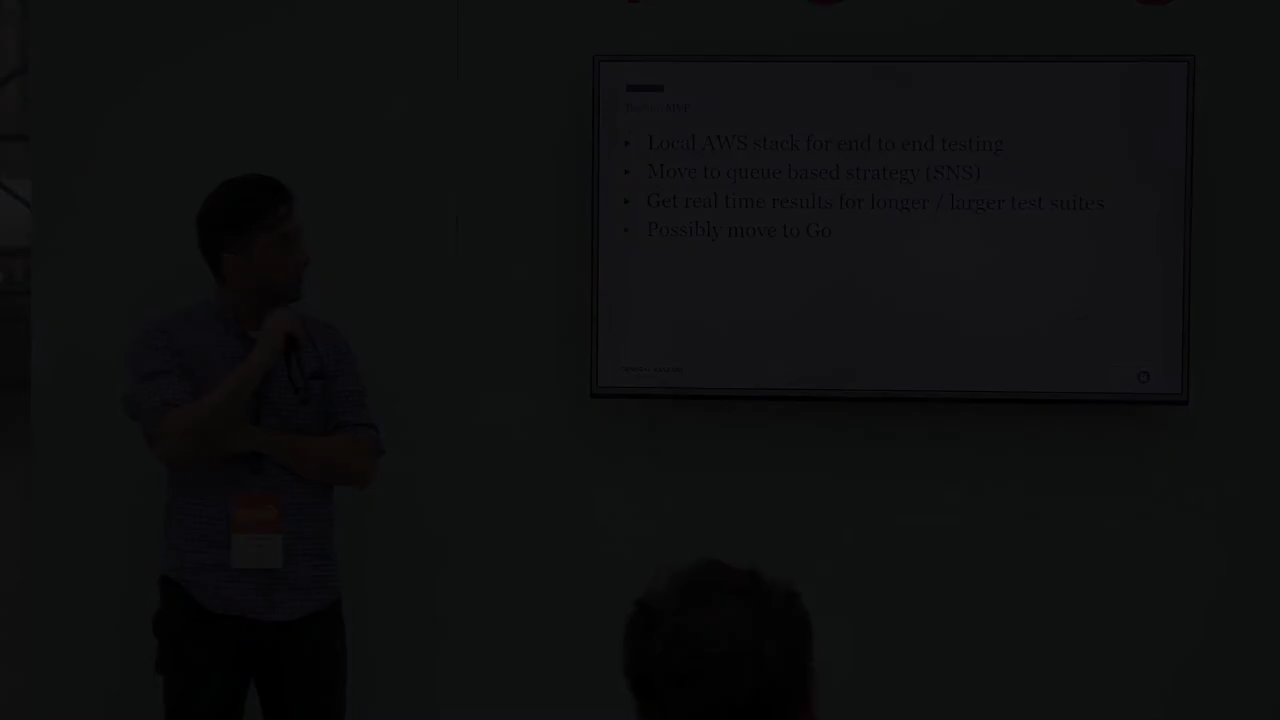 MVP
• Local AWS stack for end to end testing
• Move to queue based strategy (SNS)
• Get real time results for longer / larger test suites
• Possibly move to Go